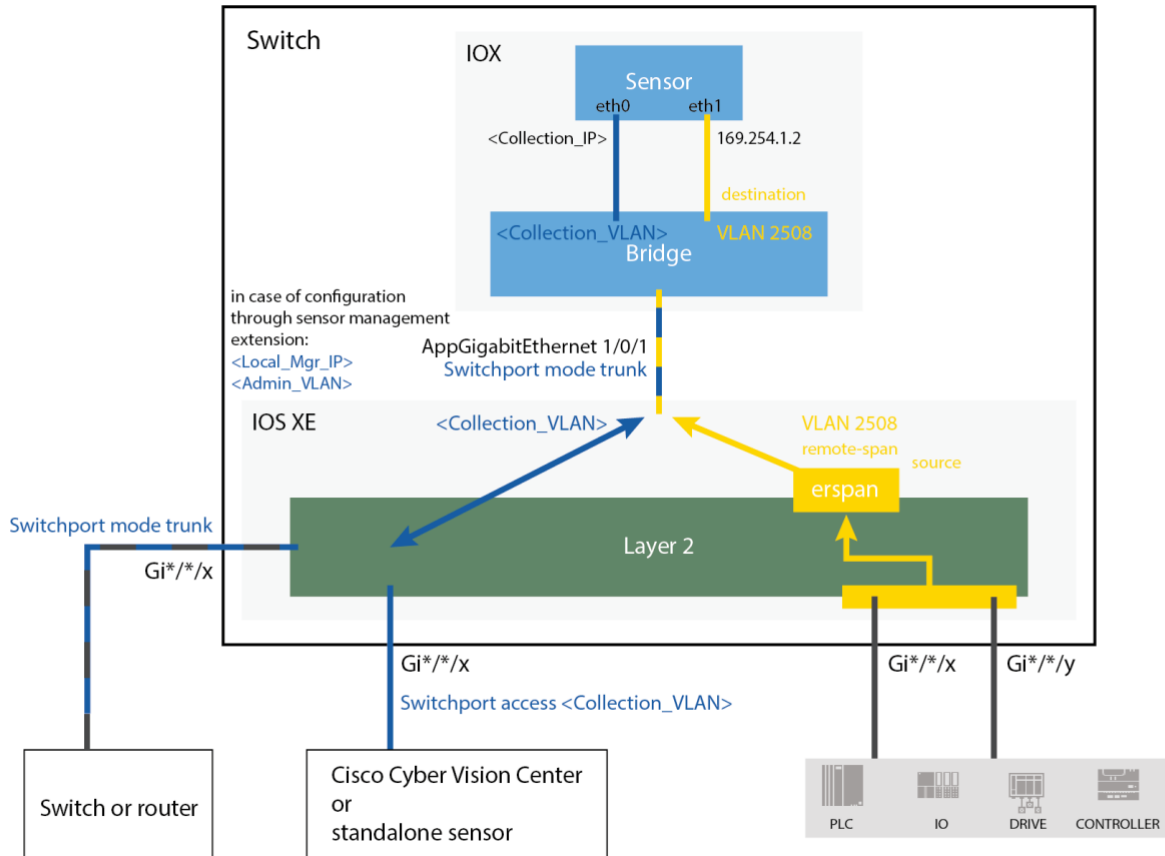 Switch
IOX
Sensor
eth0
eth1
<Collection_IP>
169.254.1.2
destination
<Collection_VLAN>
VLAN 2508
Bridge
in case of configuration
through sensor management
extension:
<Local_Mgr_IP>
<Admin_VLAN>
AppGigabitEthernet 1/0/1
Switchport mode trunk
IOS XE
<Collection_VLAN>
VLAN 2508
remote-span
source
erspan
Switchport mode trunk
Layer 2
Gi*/*/x
Gi*/*/x
Gi*/*/x
Gi*/*/y
Switchport access <Collection_VLAN>
Switch or router
Cisco Cyber Vision Center
or
standalone sensor
PLC
IO
DRIVE
CONTROLLER